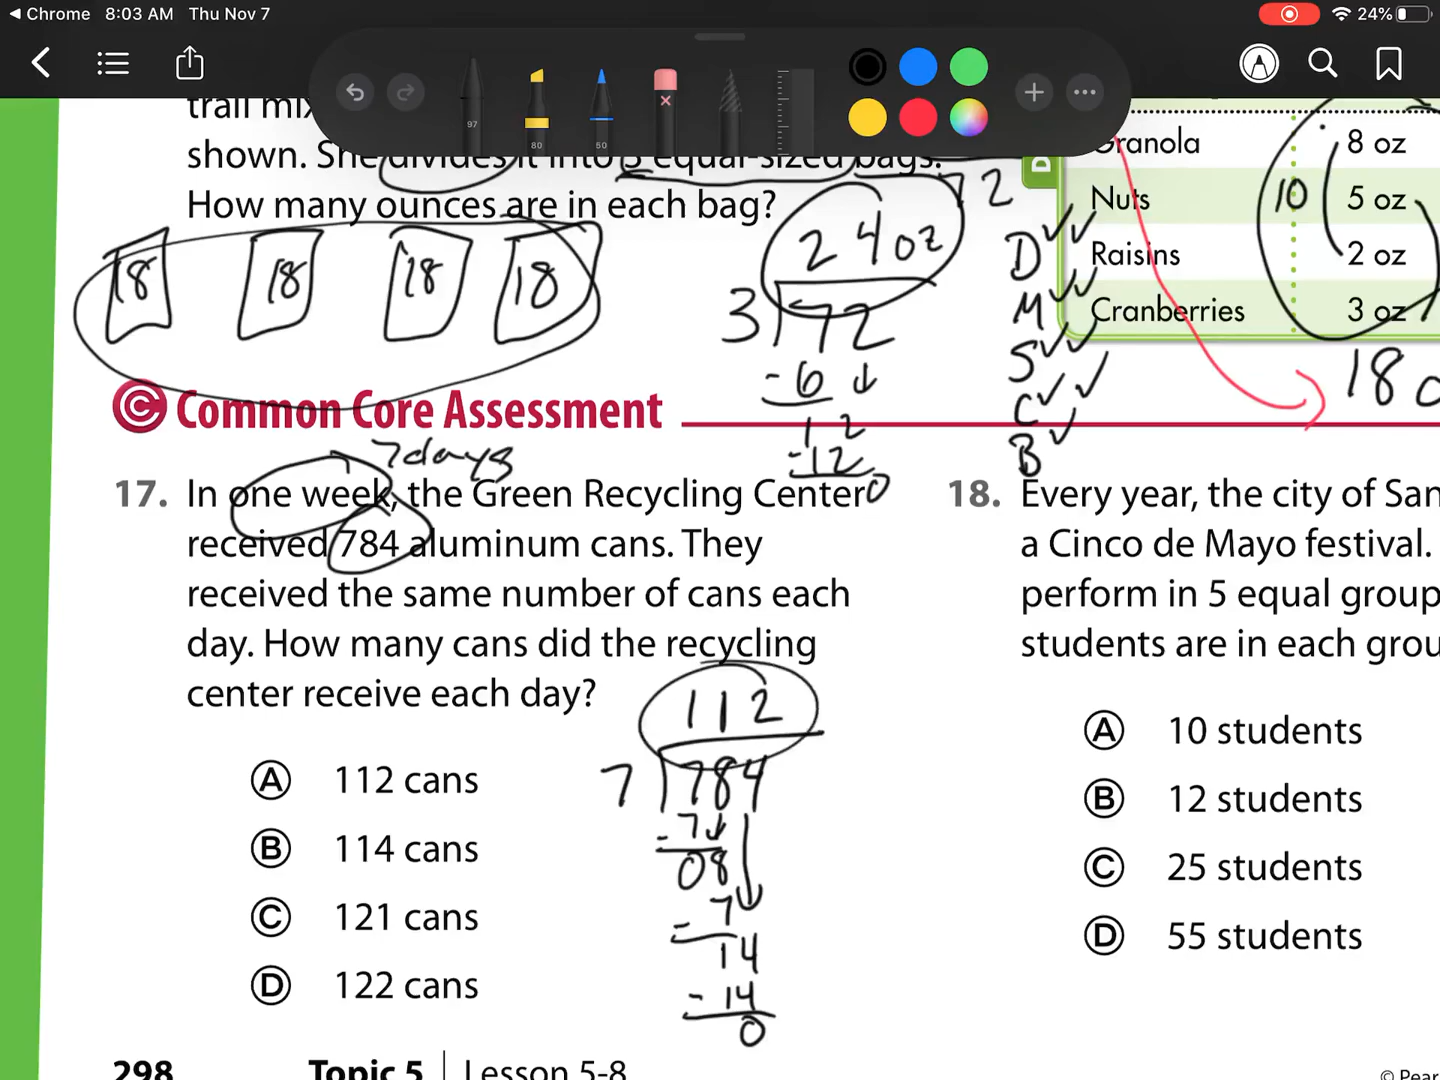 Chrome 8:03 AM Thu Nov 7
24%
97
80
50
trail mix
shown. She divides it into 3 equal-sized bags.
How many ounces are in each bag?
72
18 18 18 18
24oz
3 72
-6
12
-12
0
D
M
S
C
B
D
Granola 8 oz
Nuts 10 5 oz
Raisins 2 oz
Cranberries 3 oz
18 o
Common Core Assessment
7days
17. In one week, the Green Recycling Center
received 784 aluminum cans. They
received the same number of cans each
day. How many cans did the recycling
center receive each day?
A 112 cans
B 114 cans
C 121 cans
D 122 cans
112
7 784
-7
08
-7
14
-14
0
18. Every year, the city of San
a Cinco de Mayo festival.
perform in 5 equal group
students are in each grou
A 10 students
B 12 students
C 25 students
D 55 students
298 Topic 5 Lesson 5-8
© Pear